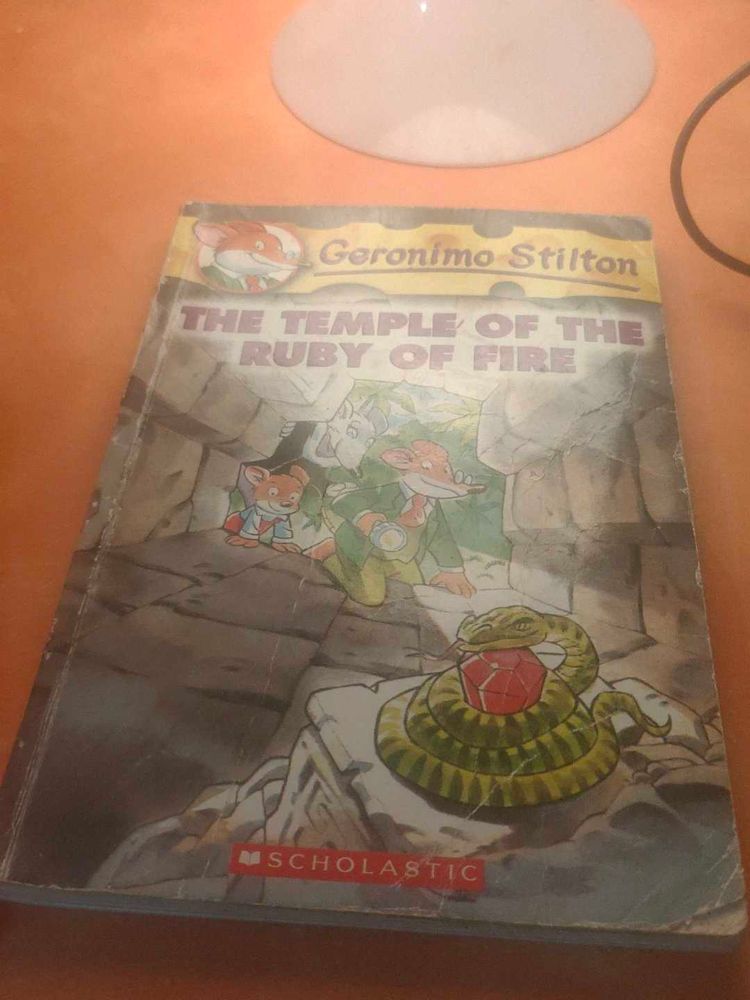 Geronimo Stilton
THE TEMPLE OF THE
RUBY OF FIRE
SCHOLASTIC